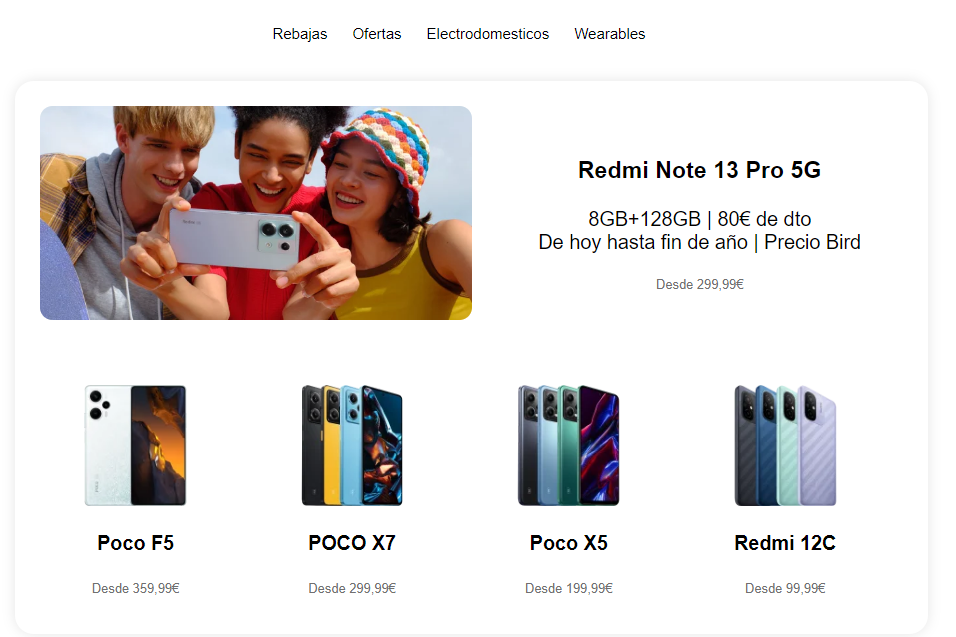 Rebajas Ofertas Electrodomesticos Wearables
Redmi Note 13 Pro 5G
8GB+128GB | 80€ de dto
De hoy hasta fin de año | Precio Bird
Desde 299,99€
Poco F5 POCO X7 Poco X5 Redmi 12C
Desde 359,99€ Desde 299,99€ Desde 199,99€ Desde 99,99€